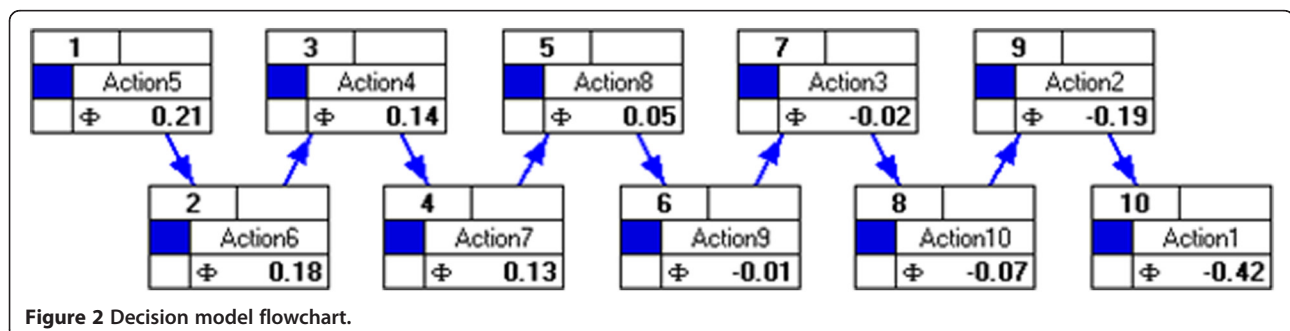 1
Action5
Φ 0.21
2
Action6
Φ 0.18
3
Action4
Φ 0.14
4
Action7
Φ 0.13
5
Action8
Φ 0.05
6
Action9
Φ -0.01
7
Action3
Φ -0.02
8
Action10
Φ -0.07
9
Action2
Φ -0.19
10
Action1
Φ -0.42
Figure 2 Decision model flowchart.